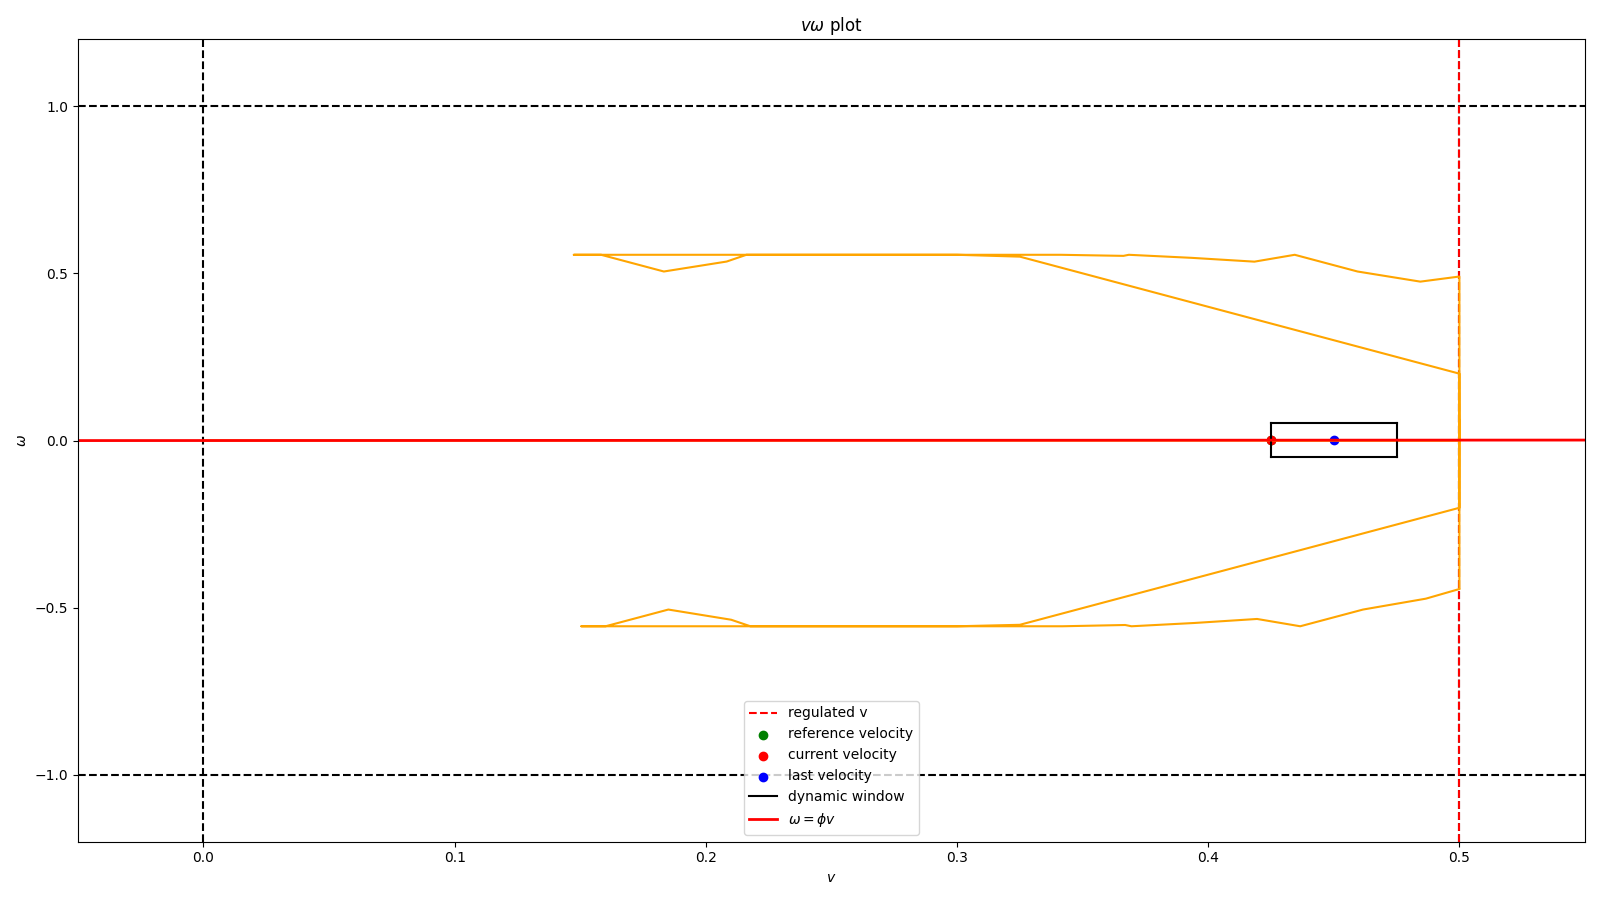 vω plot
1.0
0.5
0.0
−0.5
−1.0
ω
0.0
0.1
0.2
0.3
0.4
0.5
v
regulated v
reference velocity
current velocity
last velocity
dynamic window
ω = ϕv